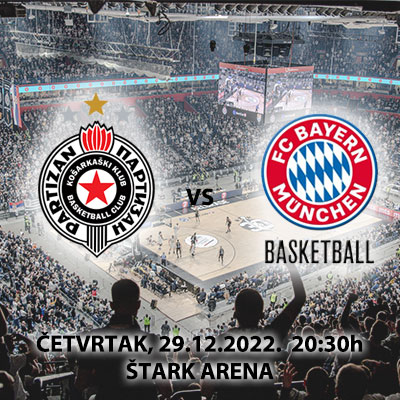 PARTIZAN ПАРТИЗАН
KOŠARKAŠKI KLUB
BASKETBALL CLUB
VS
FC BAYERN
MÜNCHEN
BASKETBALL
ČETVRTAK, 29.12.2022. 20:30h
ŠTARK ARENA